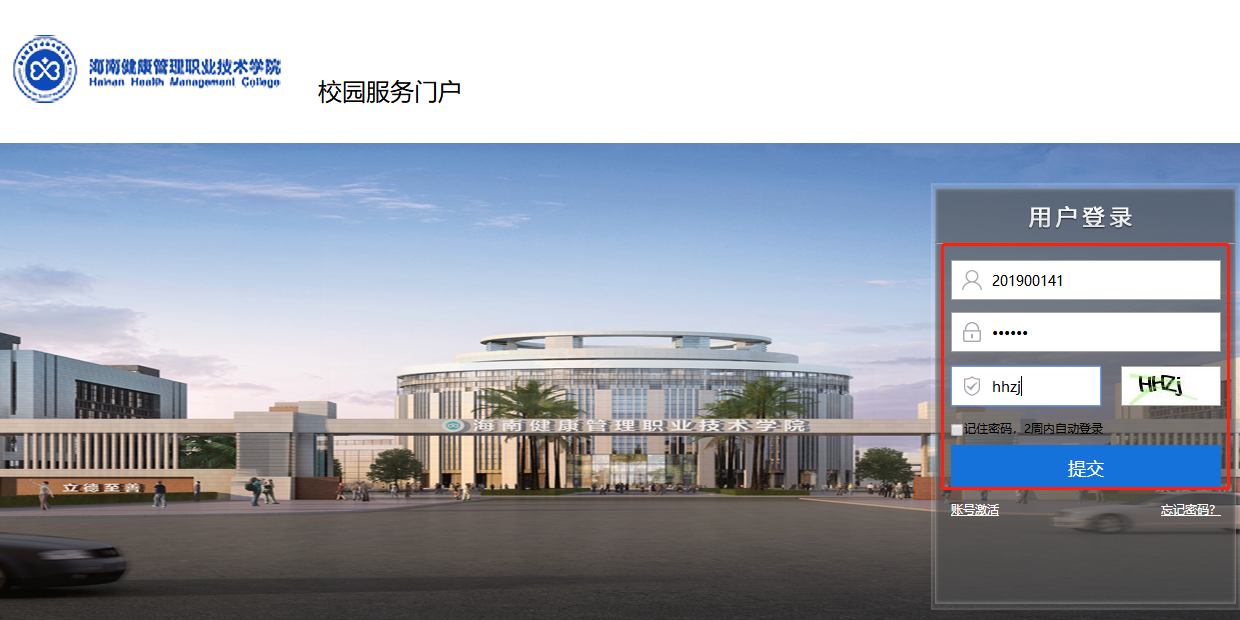 海南健康管理职业技术学院
Hainan Health Management College
校园服务门户
用户登录
201900141
••••••
hhzj
HHZj
记住密码，2周内自动登录
提交
账号激活
忘记密码？
海南健康管理职业技术学院
立德至善